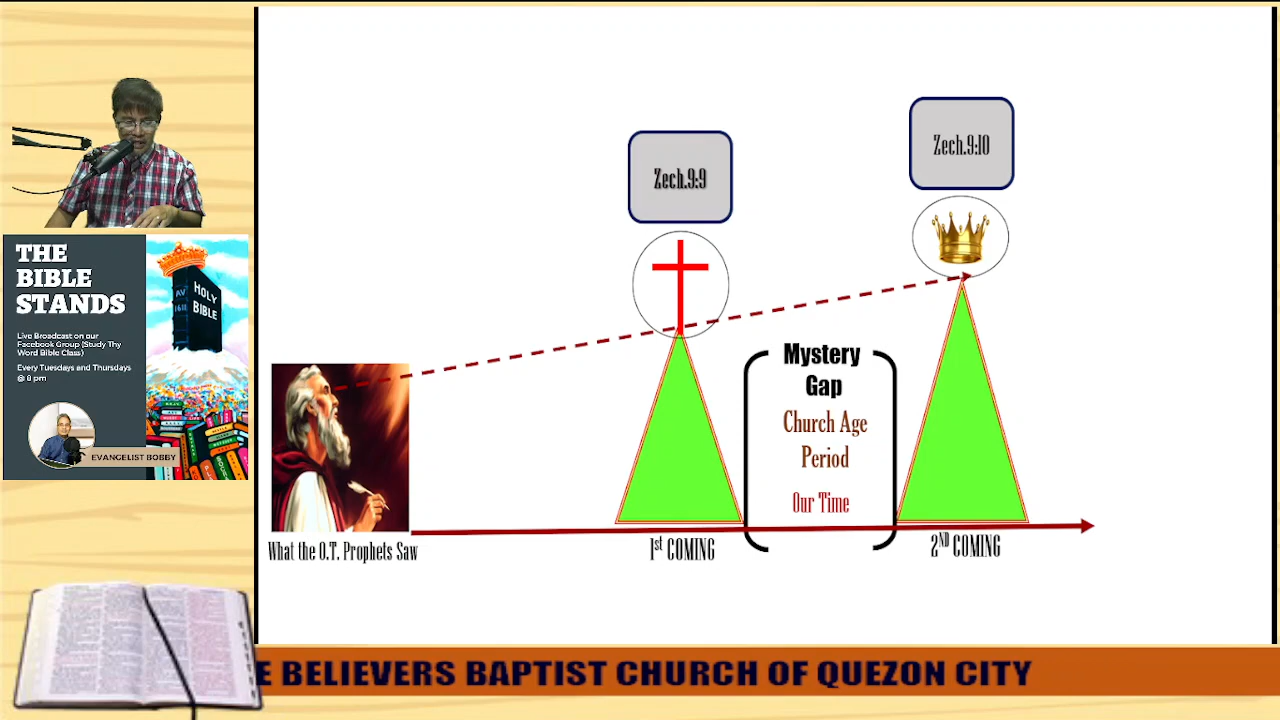 THE
BIBLE
STANDS
Live Broadcast on our
Facebook Group (Study Thy
Word Bible Class)
Every Tuesdays and Thursdays
@ 8 pm
AV
1611
HOLY
BIBLE
EVANGELIST BOBBY
Zech.9:9
Zech.9:10
Mystery
Gap
Church Age
Period
Our Time
What the O.T. Prophets Saw
1st COMING
2ND COMING
E BELIEVERS BAPTIST CHURCH OF QUEZON CITY